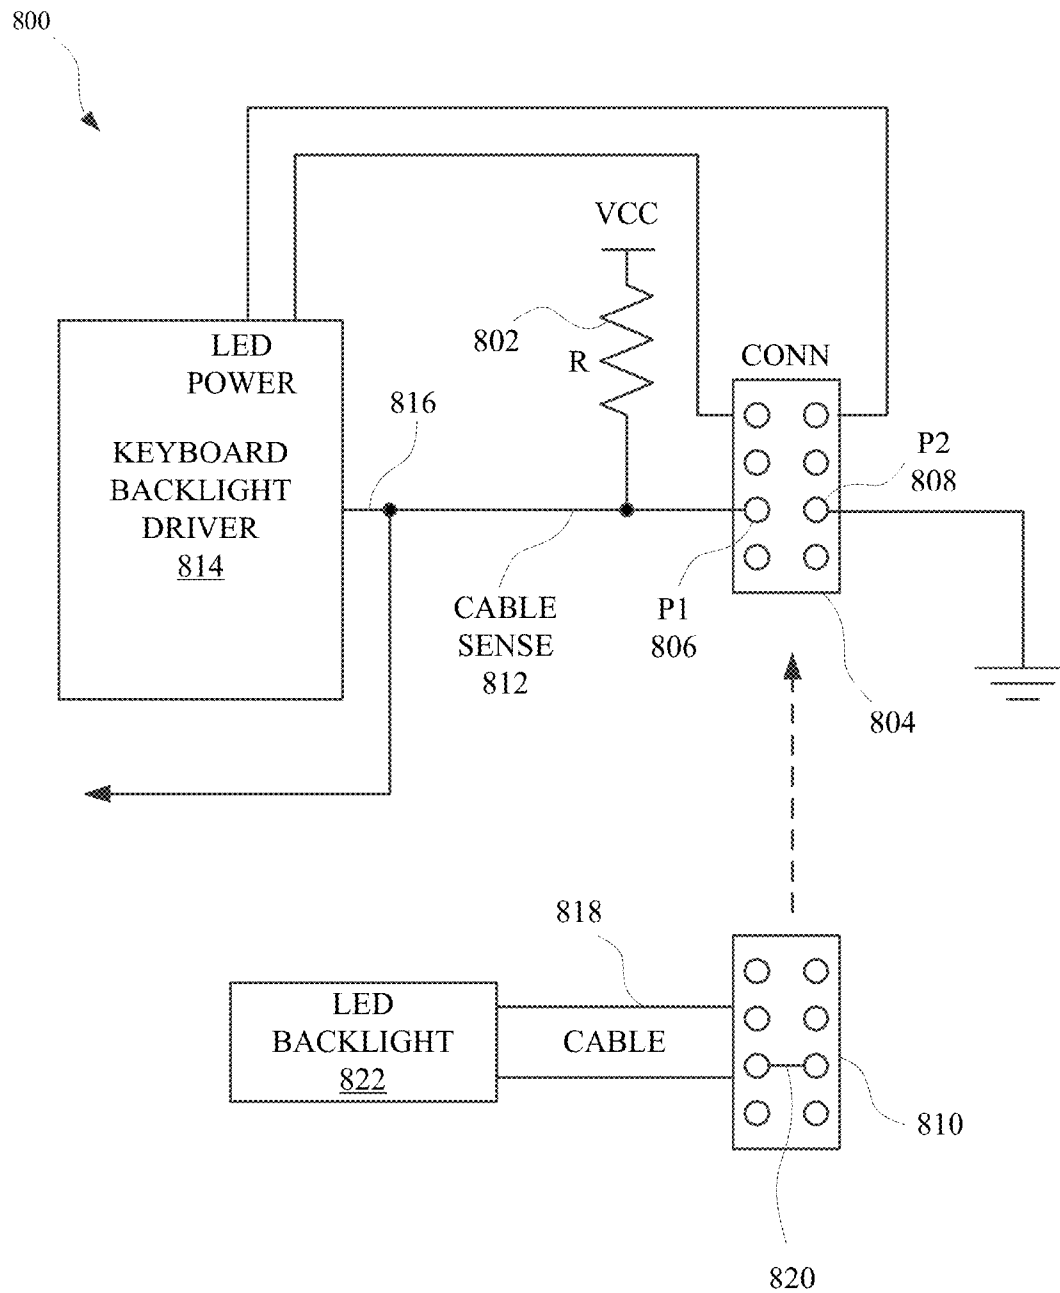 800
VCC
802
R
CONN
LED
POWER
816
KEYBOARD
BACKLIGHT
DRIVER
814
P2
808
CABLE
SENSE
812
P1
806
804
818
LED
BACKLIGHT
822
CABLE
810
820